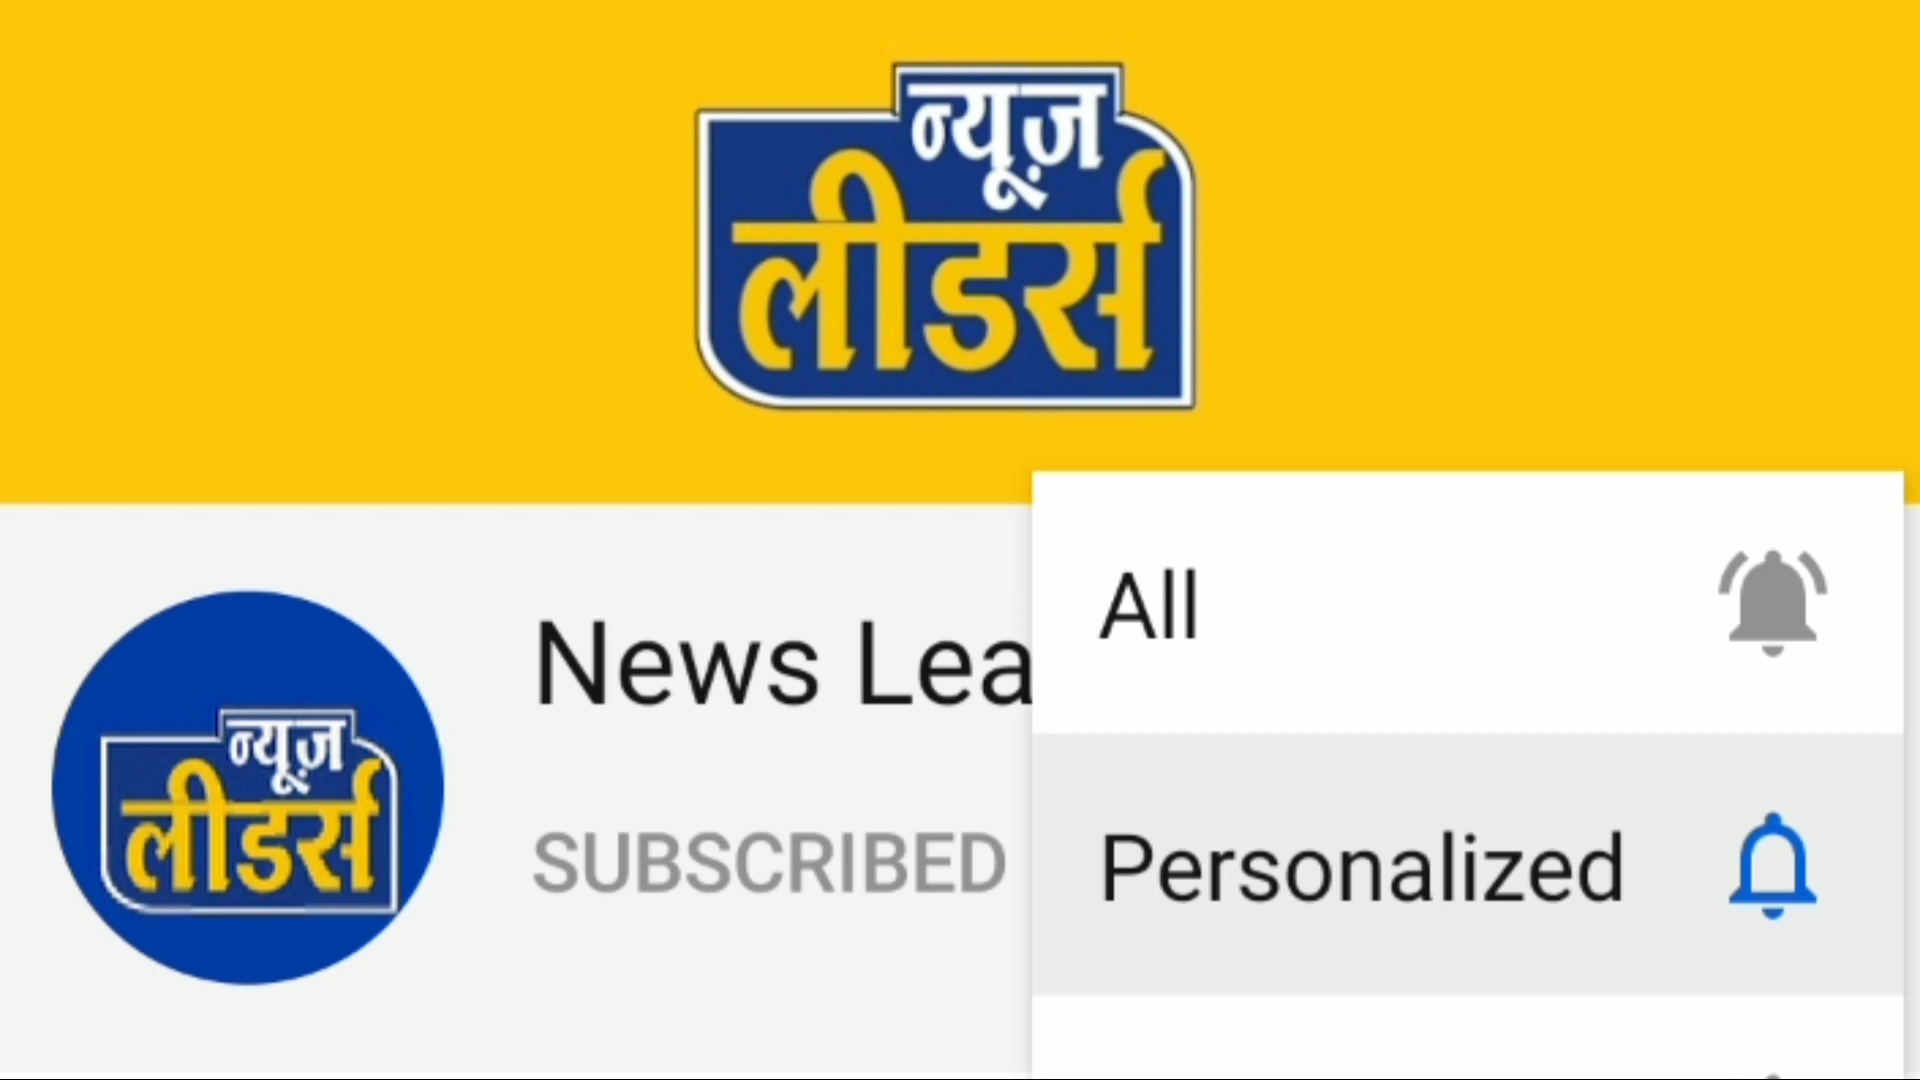 न्यूज़
लीडर्स
News Lea
SUBSCRIBED
न्यूज़
लीडर्स
All
Personalized